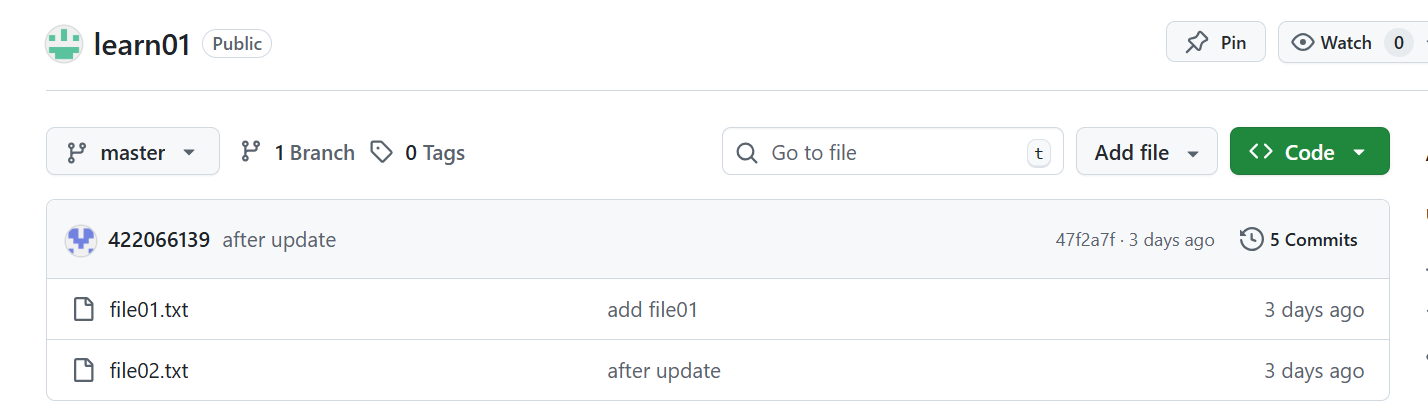 learn01 Public Pin Watch 0
master 1 Branch 0 Tags Go to file t Add file Code
422066139 after update 47f2a7f · 3 days ago 5 Commits
file01.txt add file01 3 days ago
file02.txt after update 3 days ago